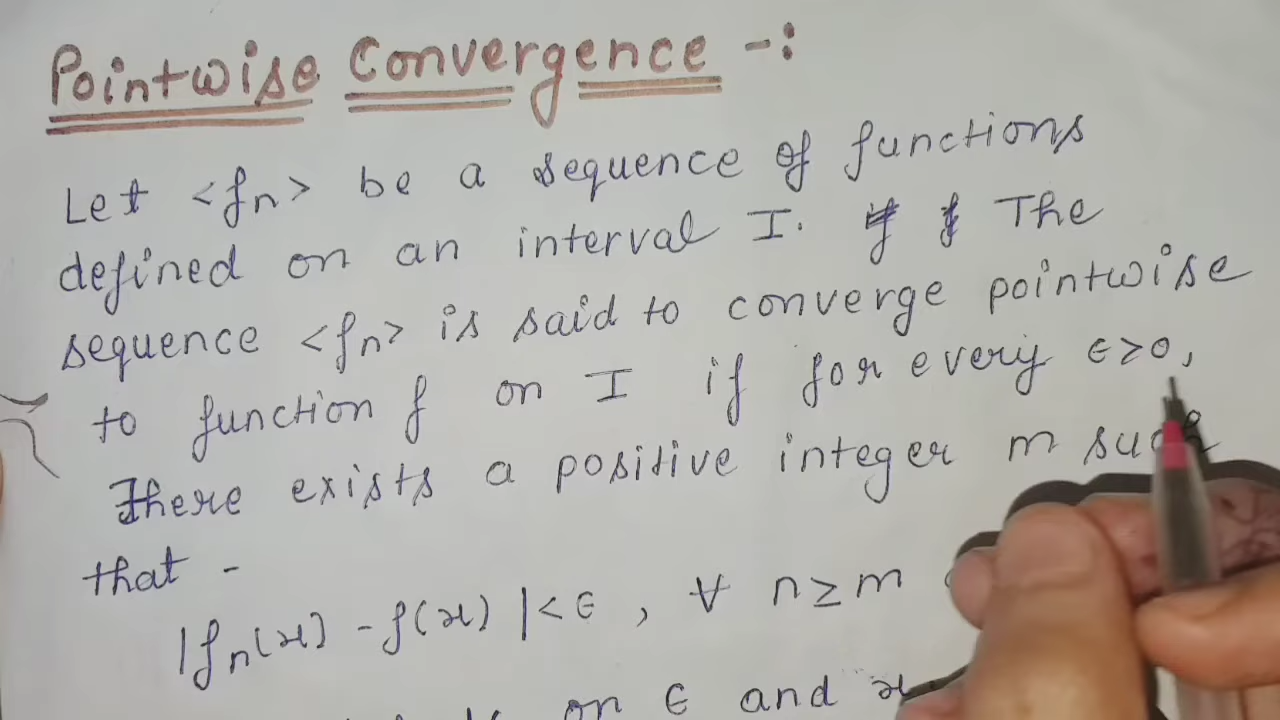 Pointwise Convergence -:
Let <fn> be a sequence of functions
defined on an interval I. The
sequence <fn> is said to converge pointwise
to function f on I if for every ϵ>0,
There exists a positive integer m such
that -
|fn(x) - f(x)|<ϵ, ∀ n≥m
on ϵ and x